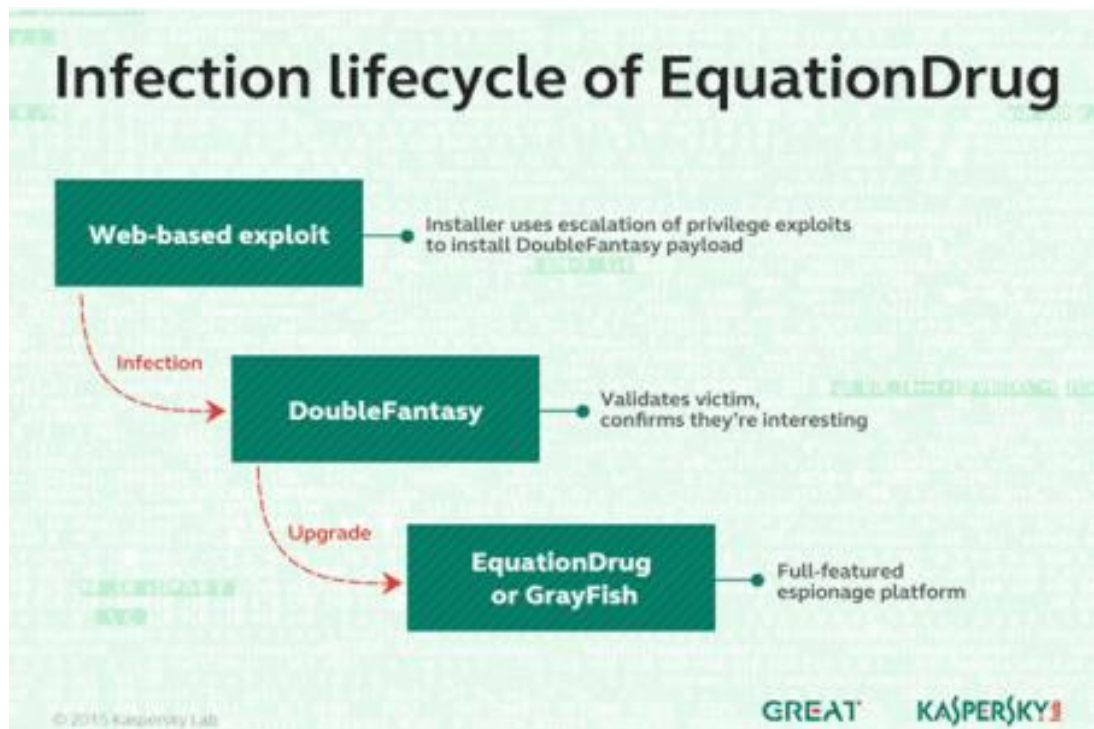 Infection lifecycle of EquationDrug
Web-based exploit
Installer uses escalation of privilege exploits
to install DoubleFantasy payload
Infection
DoubleFantasy
Validates victim,
confirms they're interesting
Upgrade
EquationDrug
or GrayFish
Full-featured
espionage platform
© 2015 Kaspersky Lab
GREAT
KASPERSKY